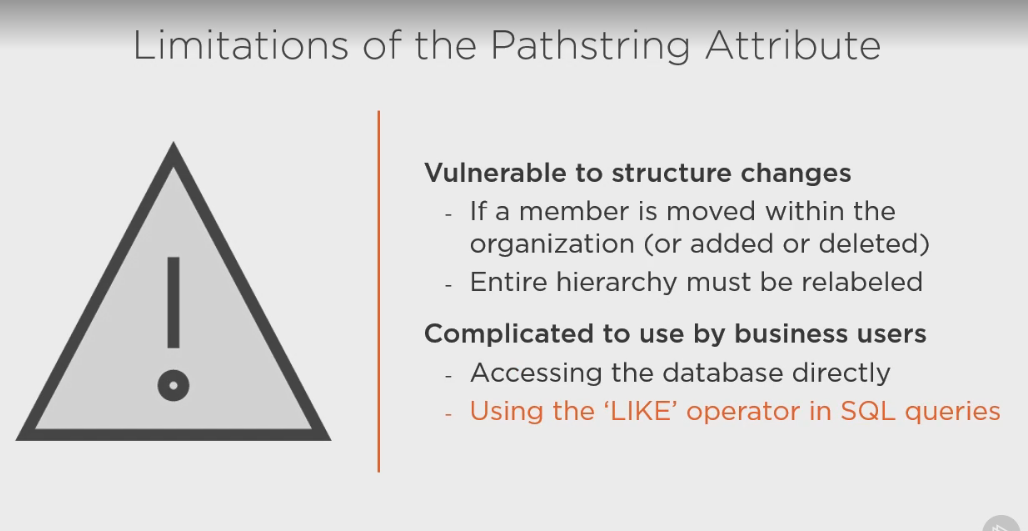 Limitations of the Pathstring Attribute
Vulnerable to structure changes
- If a member is moved within the
organization (or added or deleted)
- Entire hierarchy must be relabeled
Complicated to use by business users
- Accessing the database directly
- Using the ‘LIKE’ operator in SQL queries